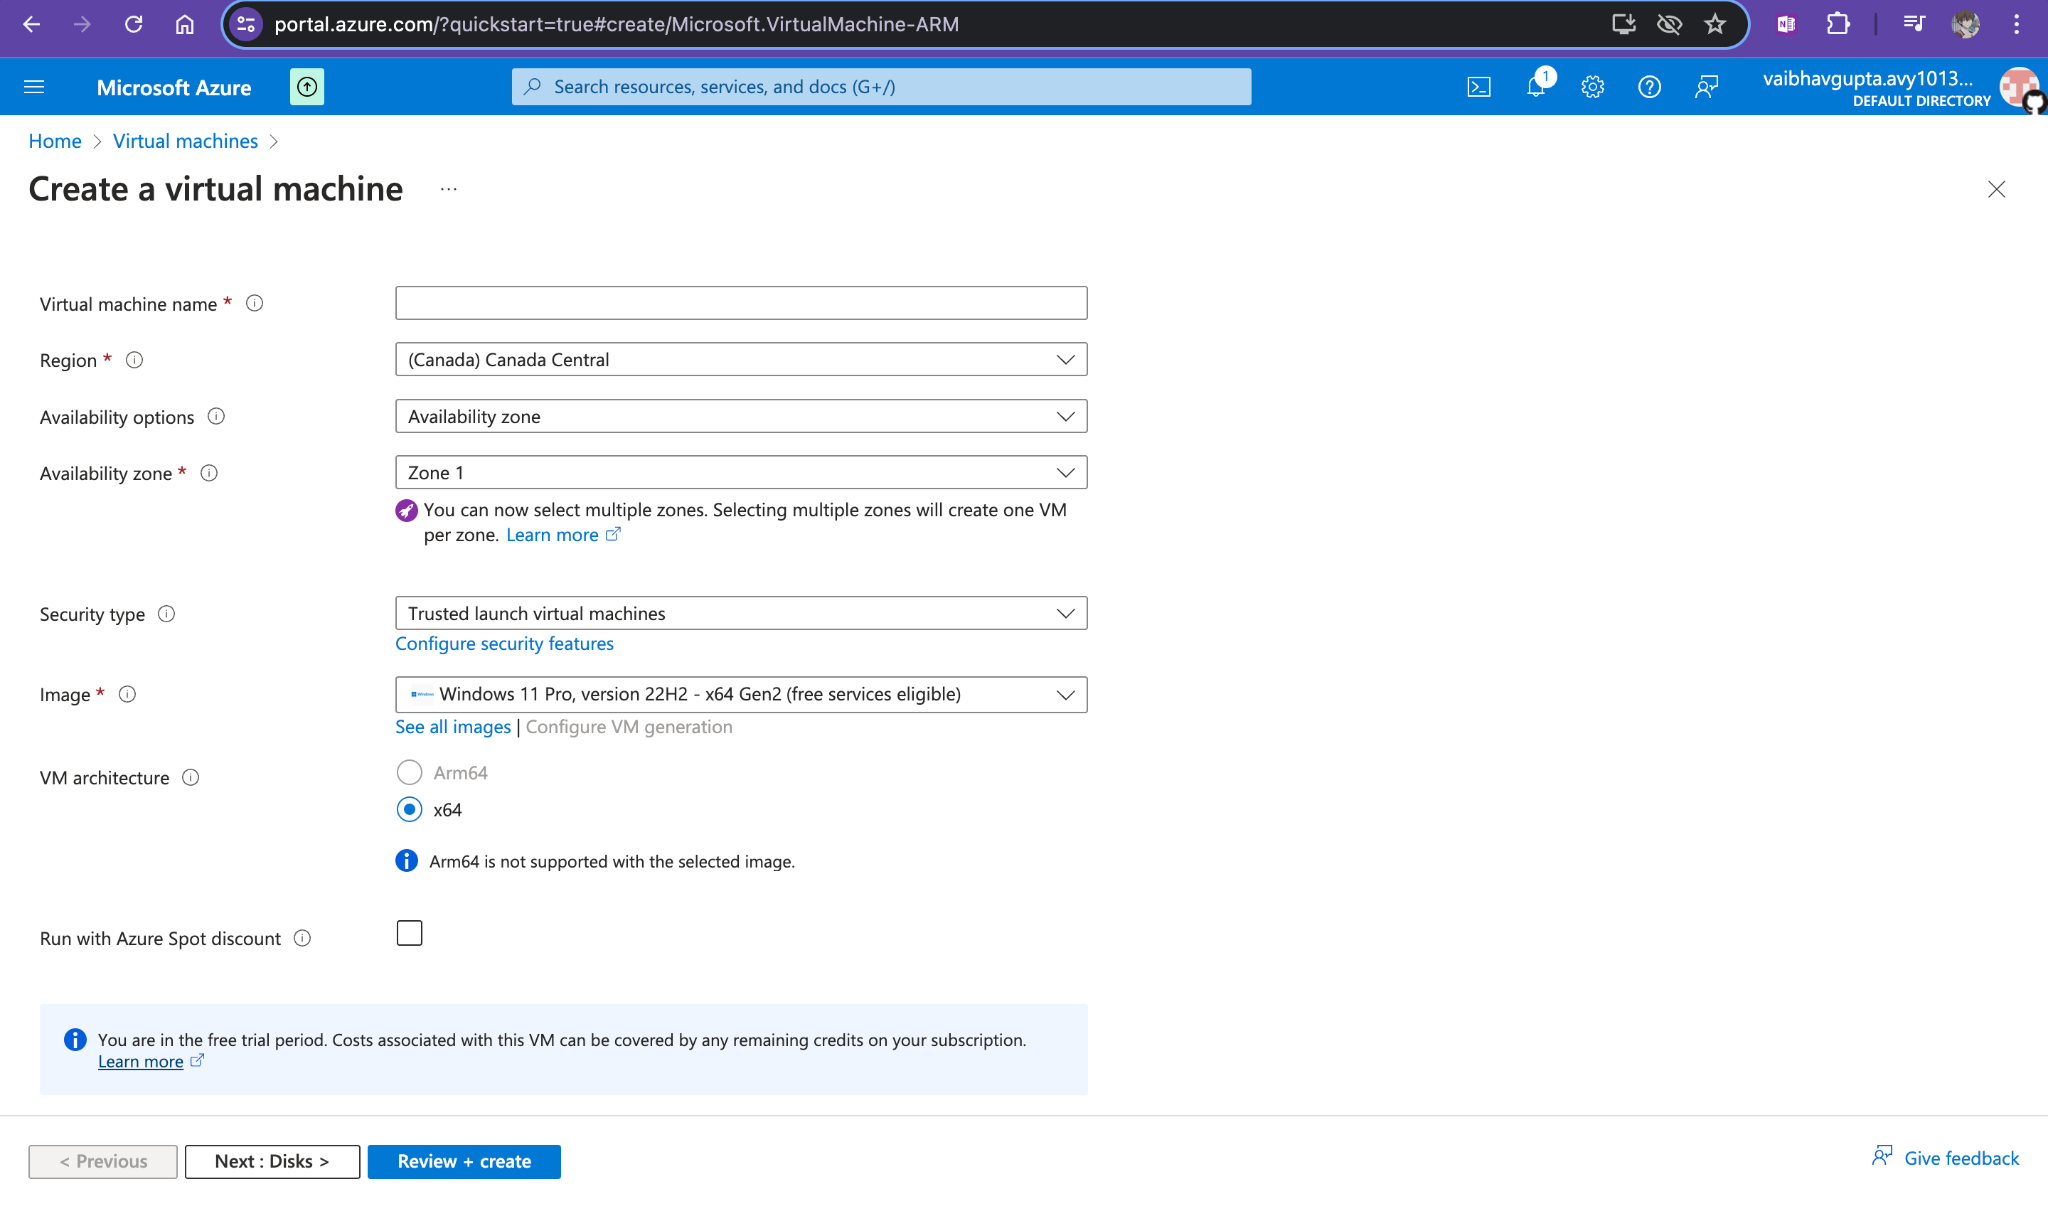 portal.azure.com/?quickstart=true#create/Microsoft.VirtualMachine-ARM
Microsoft Azure
Search resources, services, and docs (G+/)
1
vaibhavgupta.avy1013...
DEFAULT DIRECTORY
Home > Virtual machines >
Create a virtual machine ...
Virtual machine name *
Region * (Canada) Canada Central
Availability options Availability zone
Availability zone * Zone 1
You can now select multiple zones. Selecting multiple zones will create one VM
per zone. Learn more
Security type Trusted launch virtual machines
Configure security features
Image * Windows 11 Pro, version 22H2 - x64 Gen2 (free services eligible)
See all images | Configure VM generation
VM architecture Arm64
x64
Arm64 is not supported with the selected image.
Run with Azure Spot discount
You are in the free trial period. Costs associated with this VM can be covered by any remaining credits on your subscription.
Learn more
< Previous Next : Disks > Review + create Give feedback